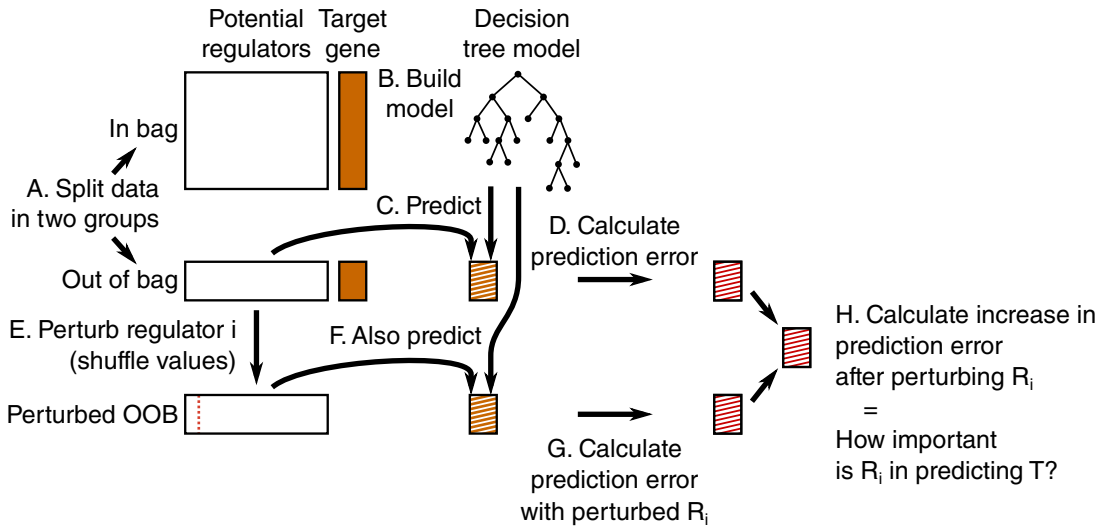 Potential
regulators
Target
gene
Decision
tree model
B. Build
model
In bag
A. Split data
in two groups
C. Predict
D. Calculate
prediction error
Out of bag
E. Perturb regulator i
(shuffle values)
F. Also predict
H. Calculate increase in
prediction error
after perturbing Ri
=
How important
is Ri in predicting T?
Perturbed OOB
G. Calculate
prediction error
with perturbed Ri